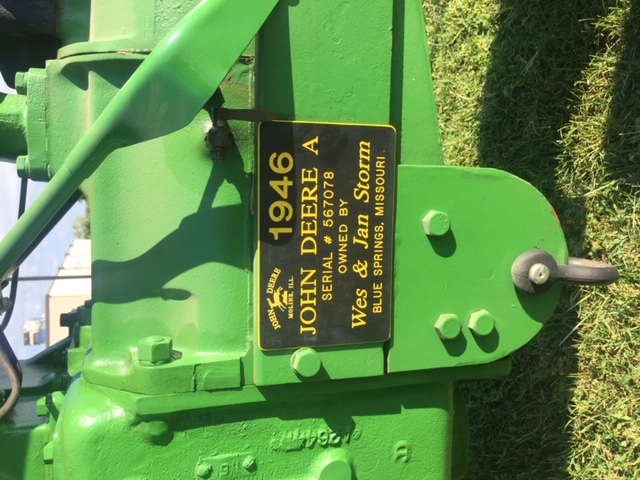 JOHN DEERE
MOLINE, ILL.
1946
JOHN DEERE A
SERIAL # 567078
OWNED BY
Wes & Jan Storm
BLUE SPRINGS, MISSOURI